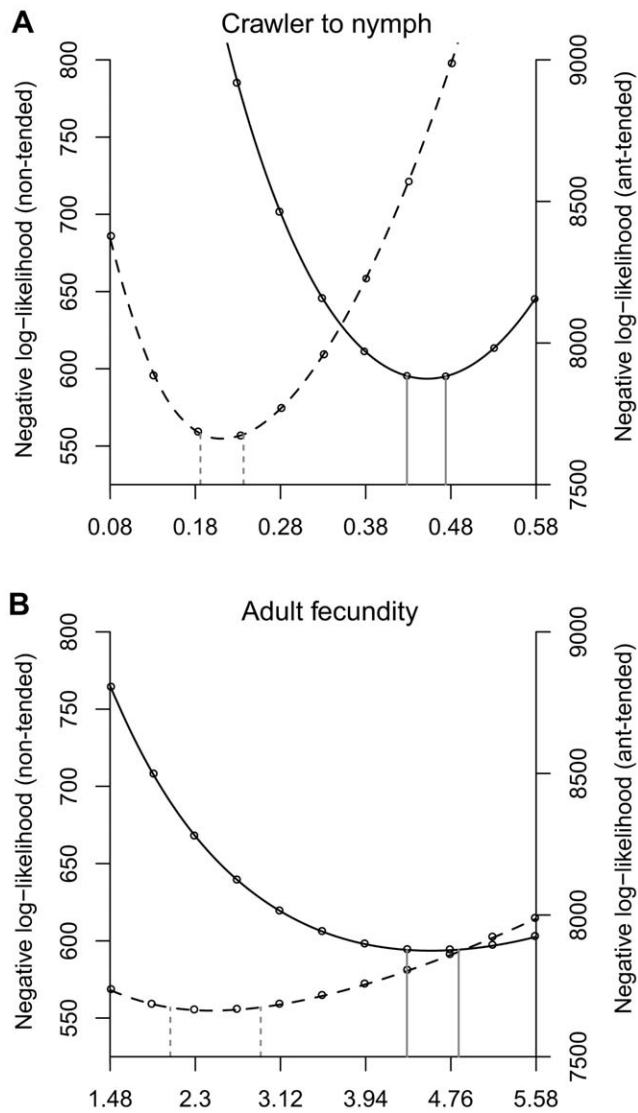 A
Crawler to nymph
Negative log−likelihood (non−tended)
800
750
700
650
600
550
9000
8500
8000
7500
Negative log−likelihood (ant−tended)
0.08 0.18 0.28 0.38 0.48 0.58
B
Adult fecundity
Negative log−likelihood (non−tended)
800
750
700
650
600
550
9000
8500
8000
7500
Negative log−likelihood (ant−tended)
1.48 2.3 3.12 3.94 4.76 5.58